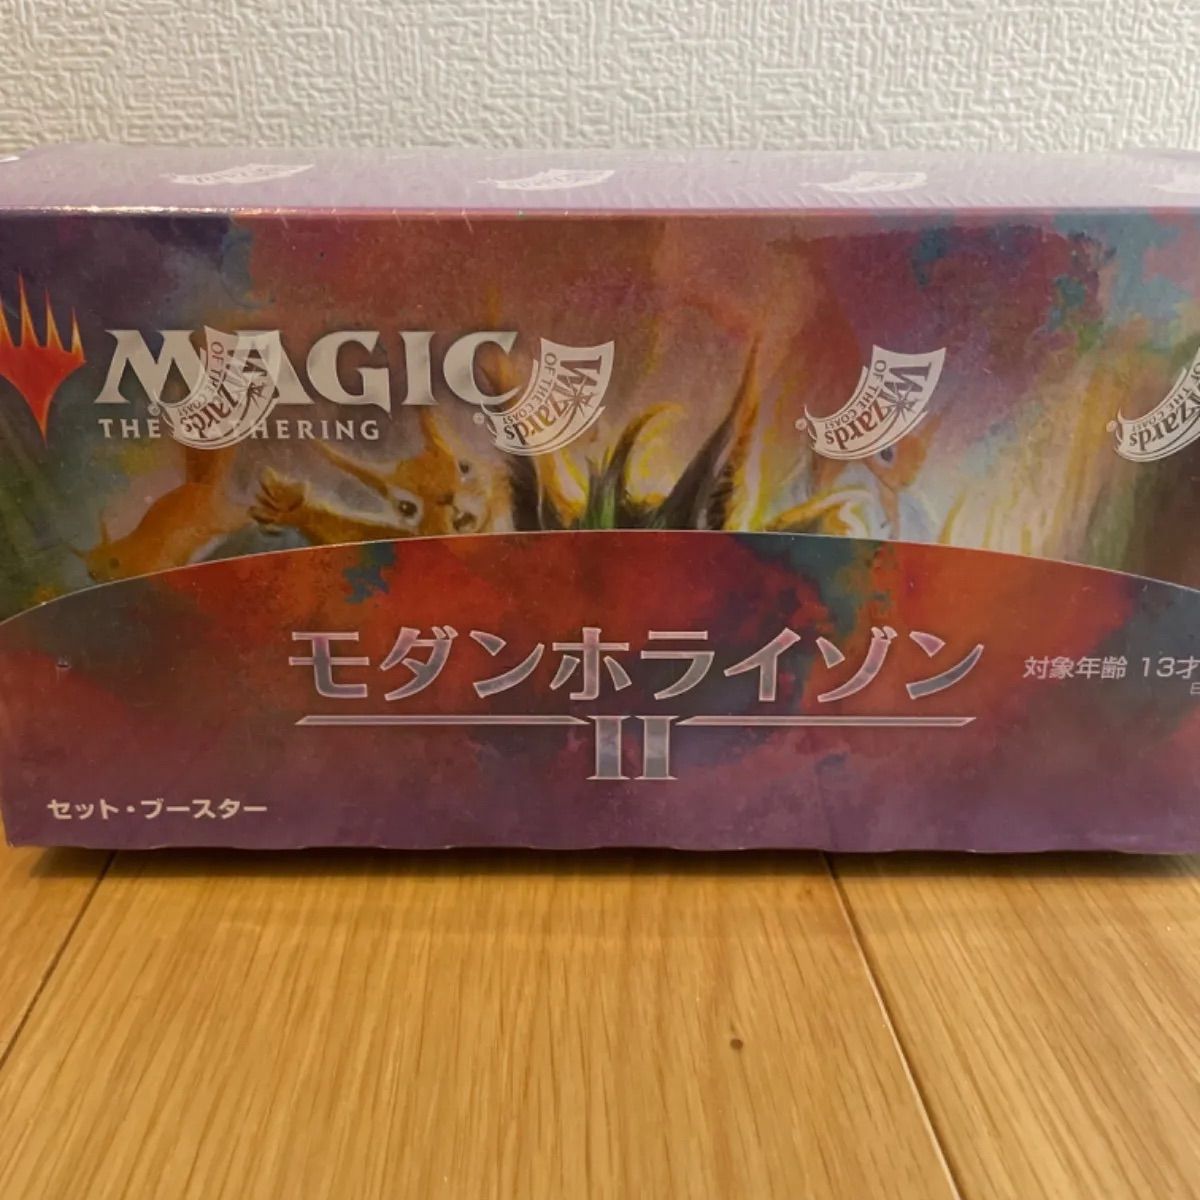 MAGIC
THE GATHERING
Wizards
OF THE COAST
Wizards
OF THE COAST
Wizards
OF THE COAST
モダンホライゾン
II
対象年齢 13才
セット・ブースター